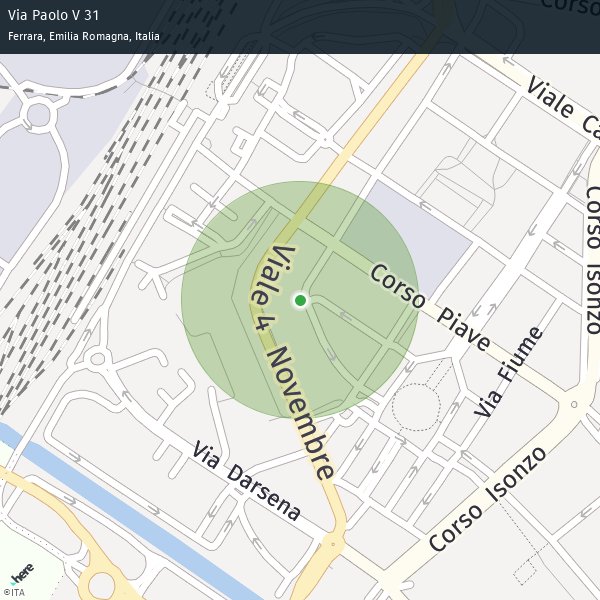 Via Paolo V 31
Ferrara, Emilia Romagna, Italia
Corso
Viale Ca
Corso Isonzo
Viale 4 Novembre
Corso Piave
Via Fiume
Via Darsena
Corso Isonzo
here
©ITA